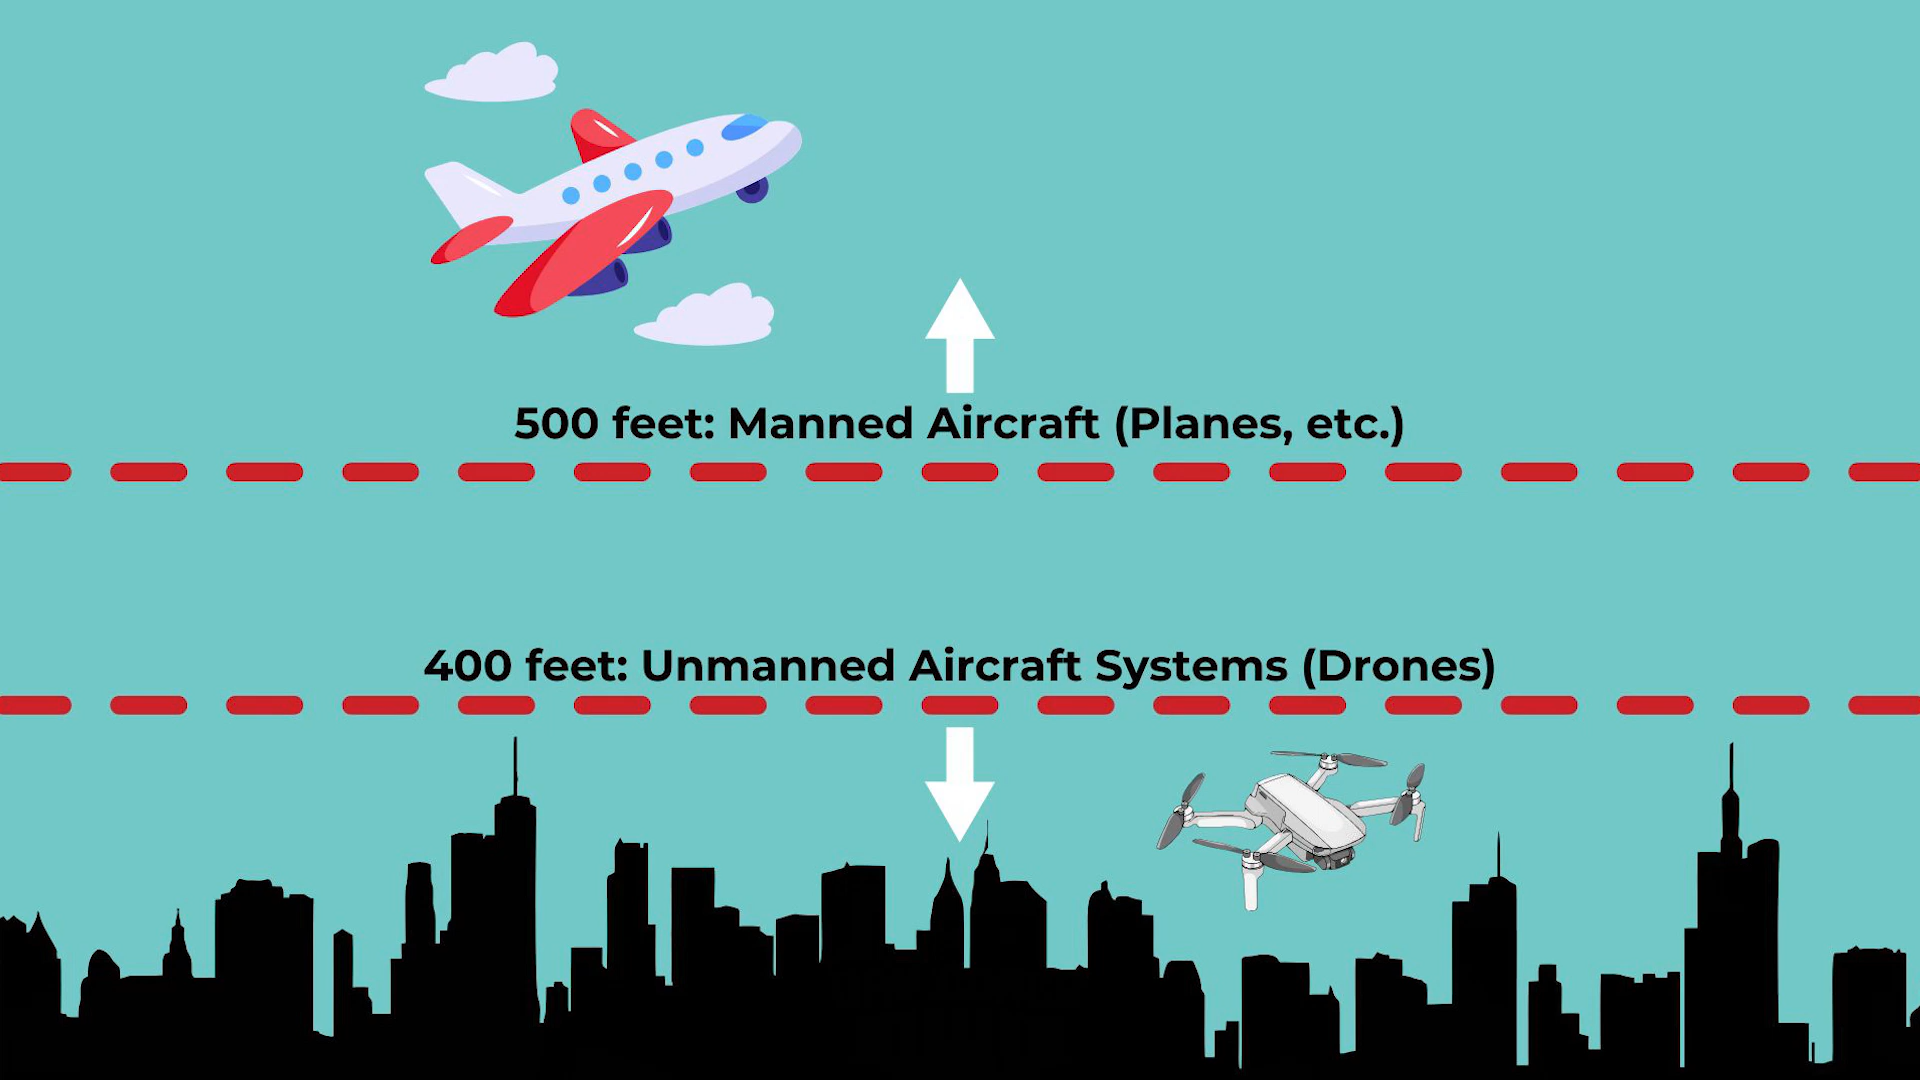 500 feet: Manned Aircraft (Planes, etc.)
400 feet: Unmanned Aircraft Systems (Drones)